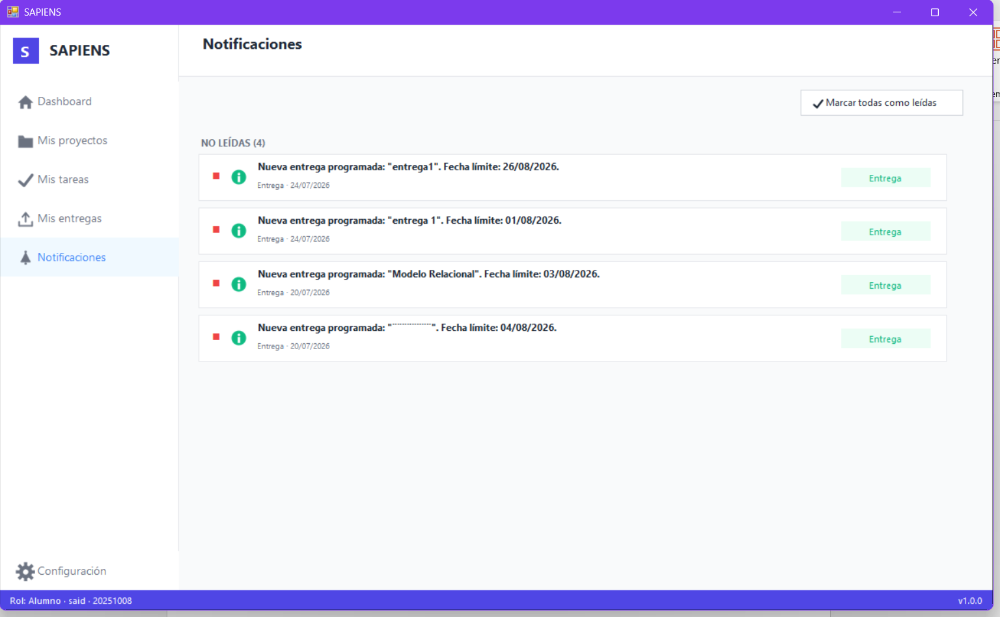 SAPIENS
S SAPIENS
Notificaciones
Dashboard
Mis proyectos
Mis tareas
Mis entregas
Notificaciones
Configuración
Marcar todas como leídas
NO LEÍDAS (4)
Nueva entrega programada: "entrega1". Fecha límite: 26/08/2026.
Entrega · 24/07/2026
Entrega
Nueva entrega programada: "entrega 1". Fecha límite: 01/08/2026.
Entrega · 24/07/2026
Entrega
Nueva entrega programada: "Modelo Relacional". Fecha límite: 03/08/2026.
Entrega · 20/07/2026
Entrega
Nueva entrega programada: "". Fecha límite: 04/08/2026.
Entrega · 20/07/2026
Entrega
Rol: Alumno · said · 20251008
v1.0.0